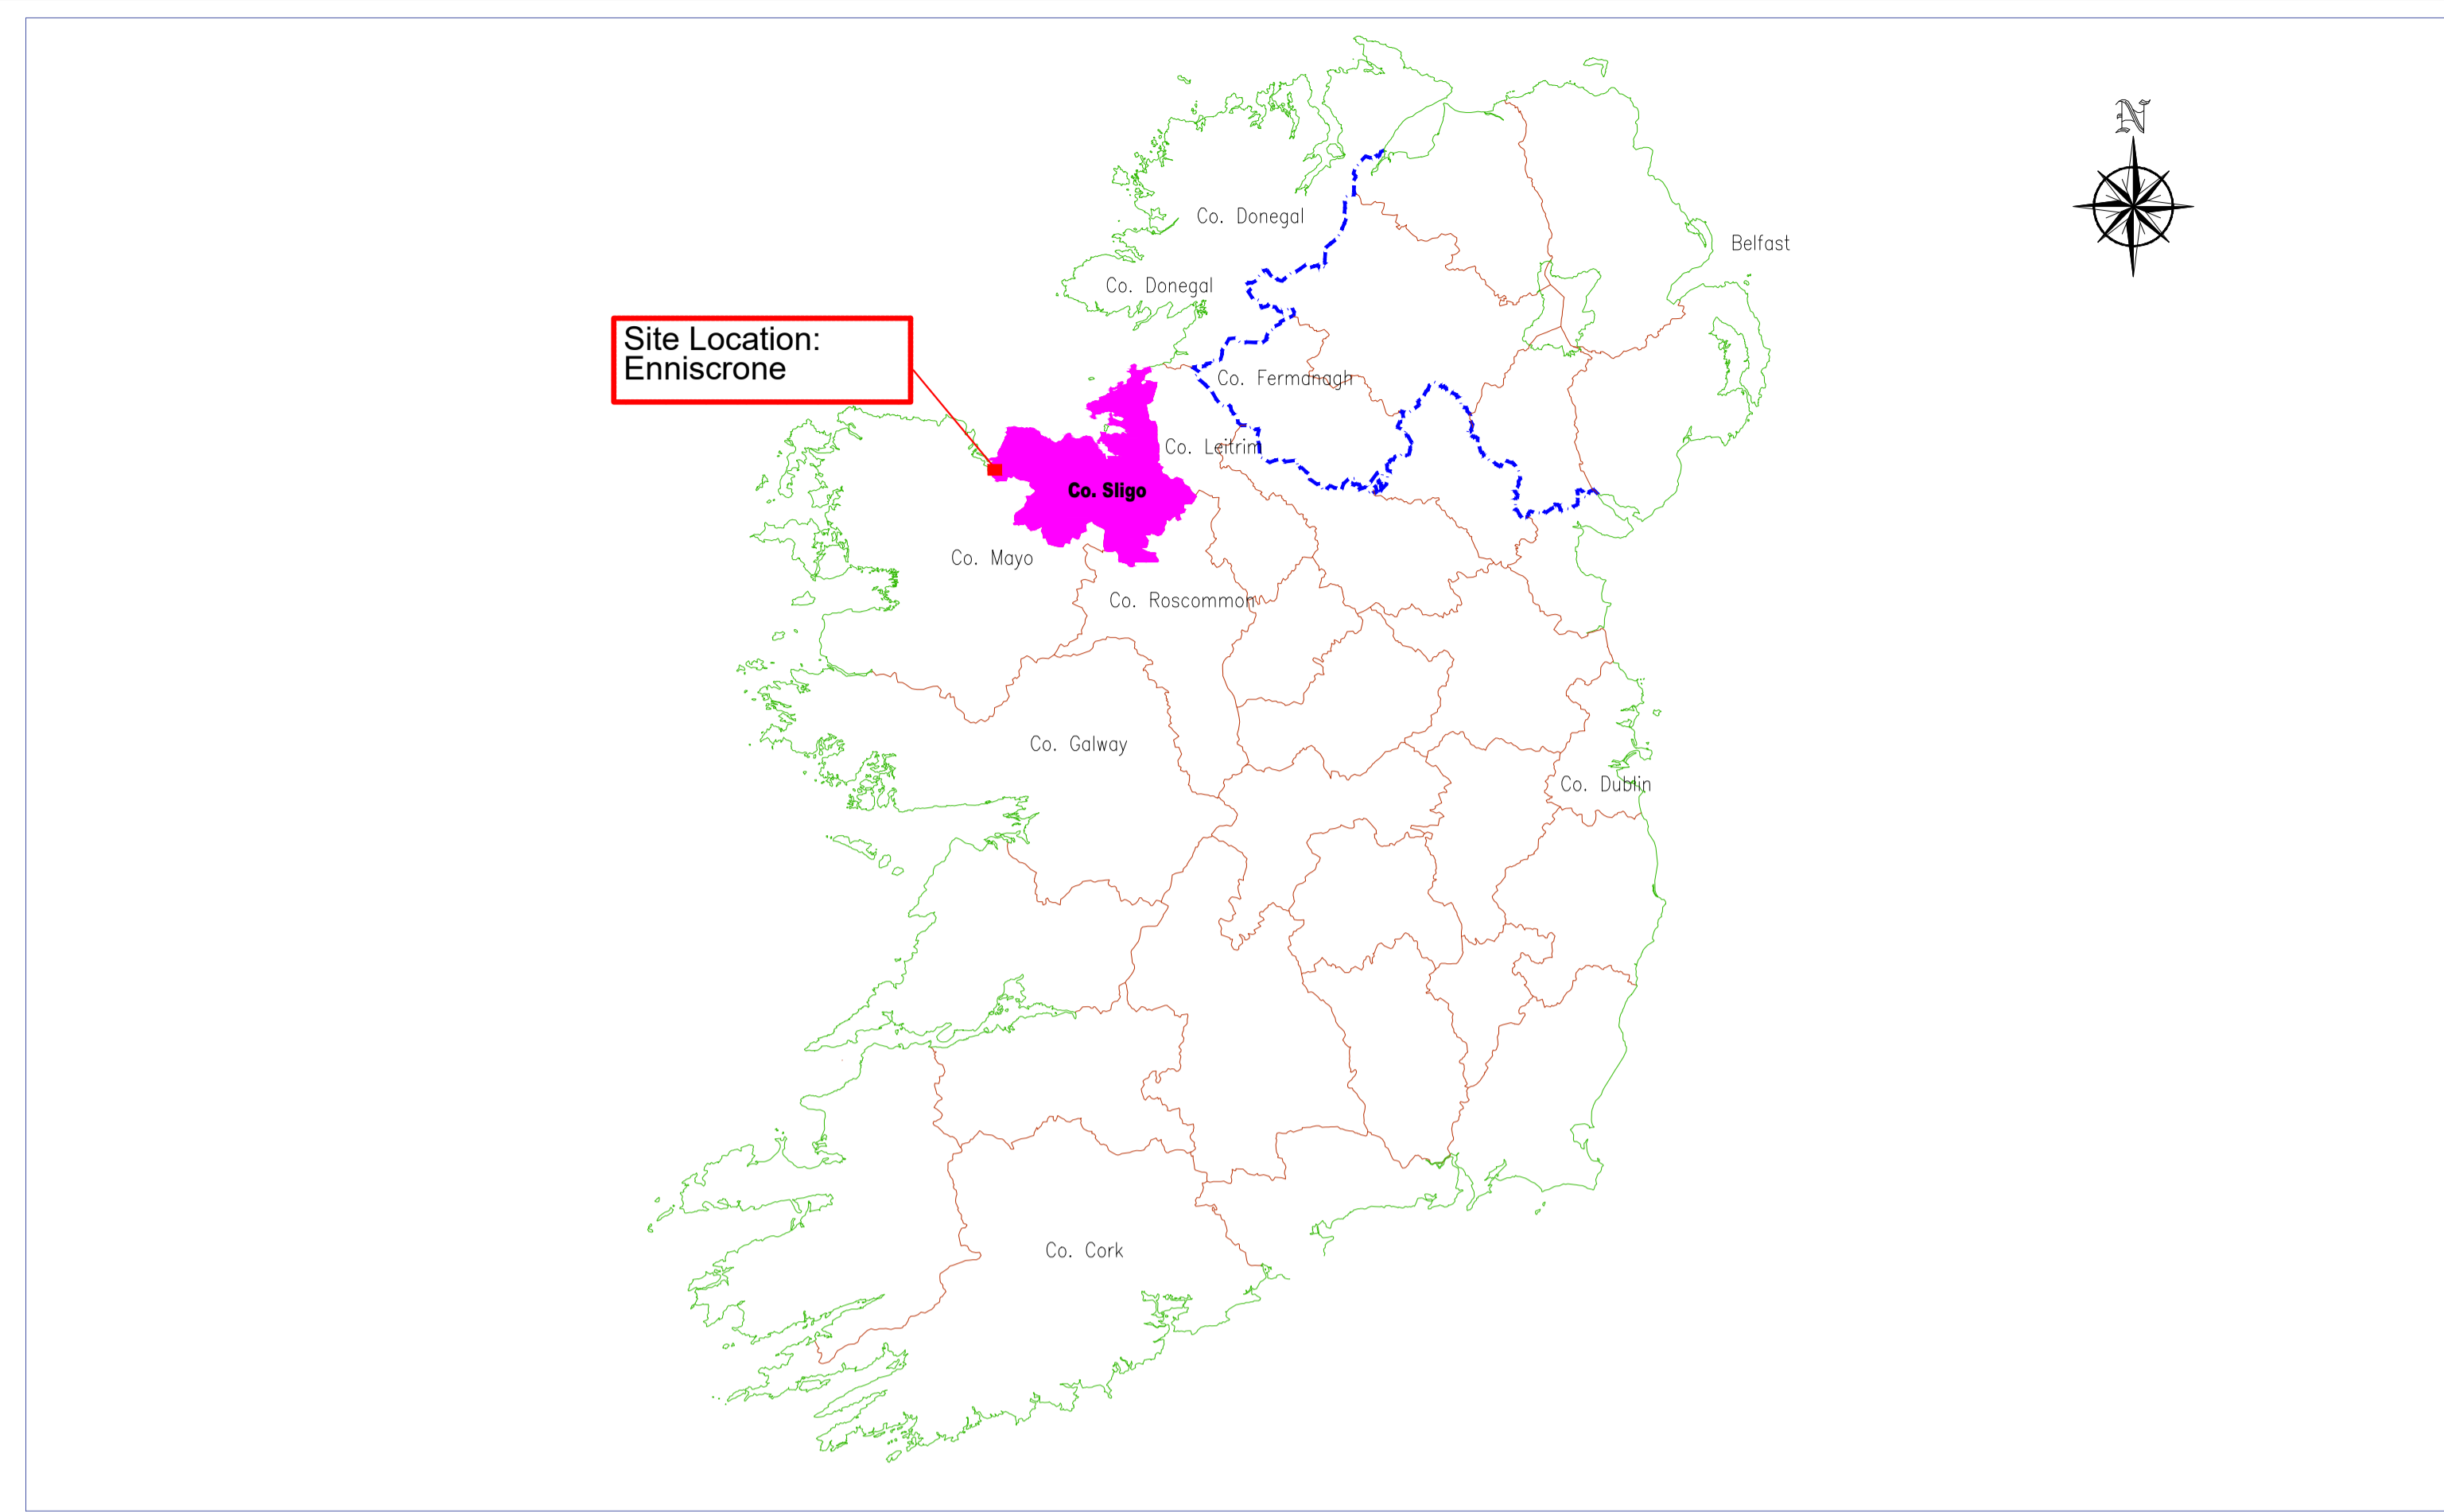 N
Co. Donegal
Belfast
Co. Donegal
Site Location:
Enniscrone
Co. Fermanagh
Co. Leitrim
Co. Sligo
Co. Mayo
Co. Roscommon
Co. Galway
Co. Dublin
Co. Cork